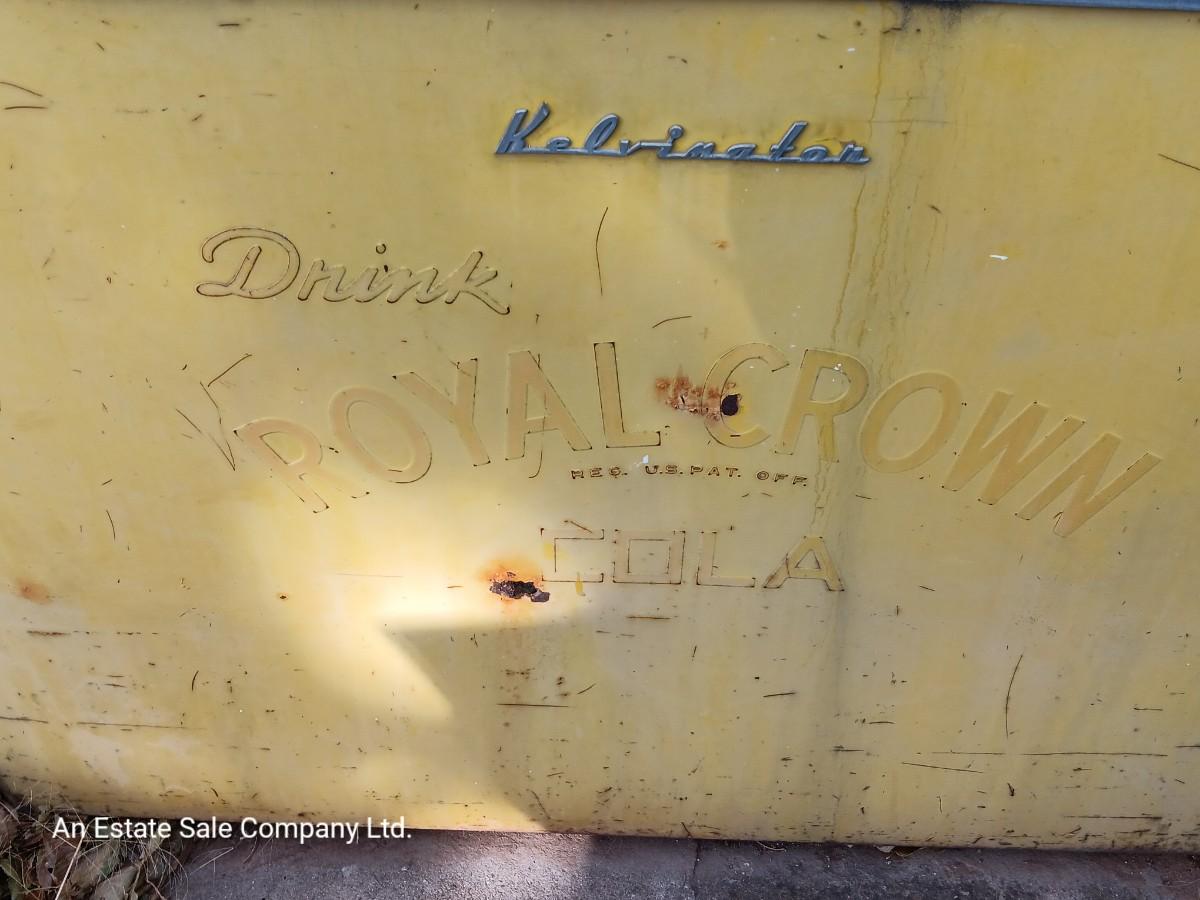 Kelvinator
Drink
ROYAL CROWN
REG. U.S. PAT. OFF.
COLA
An Estate Sale Company Ltd.